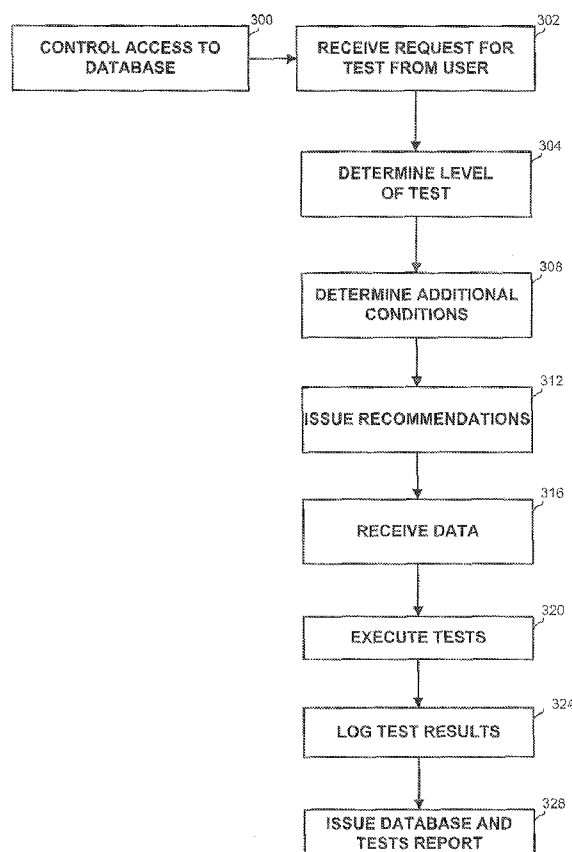 300
CONTROL ACCESS TO
DATABASE
302
RECEIVE REQUEST FOR
TEST FROM USER
304
DETERMINE LEVEL
OF TEST
308
DETERMINE ADDITIONAL
CONDITIONS
312
ISSUE RECOMMENDATIONS
316
RECEIVE DATA
320
EXECUTE TESTS
324
LOG TEST RESULTS
328
ISSUE DATABASE AND
TESTS REPORT